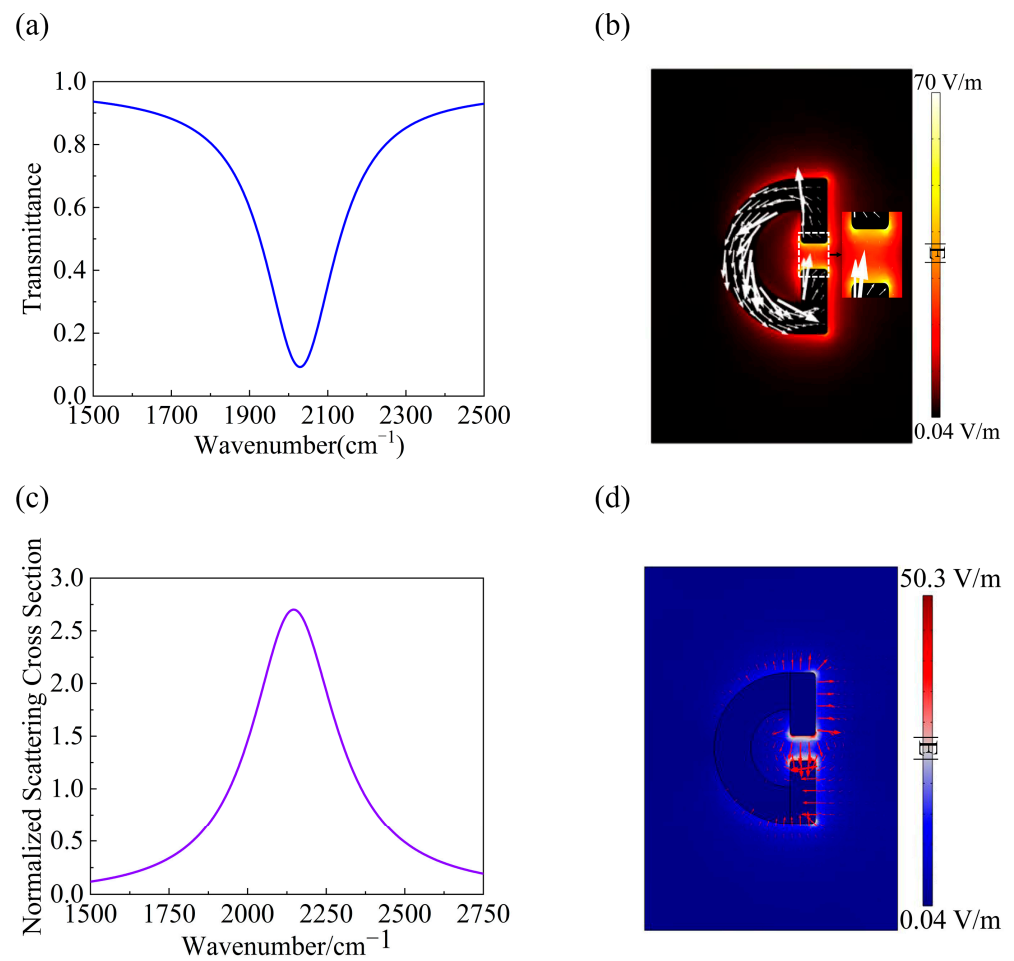 (a)
1.0
0.8
0.6
0.4
0.2
0.0
Transmittance
1500 1700 1900 2100 2300 2500
Wavenumber(cm⁻¹)
(b)
70 V/m
|E|
0.04 V/m
(c)
3.0
2.5
2.0
1.5
1.0
0.5
0.0
Normalized Scattering Cross Section
1500 1750 2000 2250 2500 2750
Wavenumber/cm⁻¹
(d)
50.3 V/m
|E|
0.04 V/m